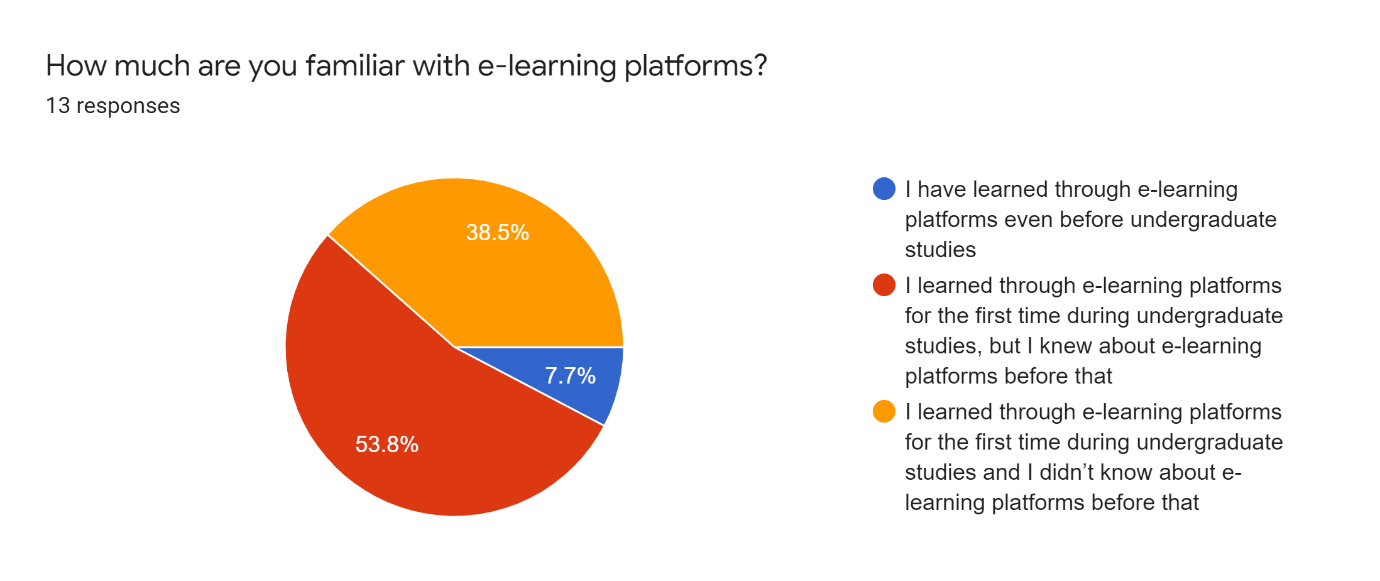 How much are you familiar with e-learning platforms?
13 responses
38.5%
7.7%
53.8%
I have learned through e-learning
platforms even before undergraduate
studies
I learned through e-learning platforms
for the first time during undergraduate
studies, but I knew about e-learning
platforms before that
I learned through e-learning platforms
for the first time during undergraduate
studies and I didn’t know about e-
learning platforms before that